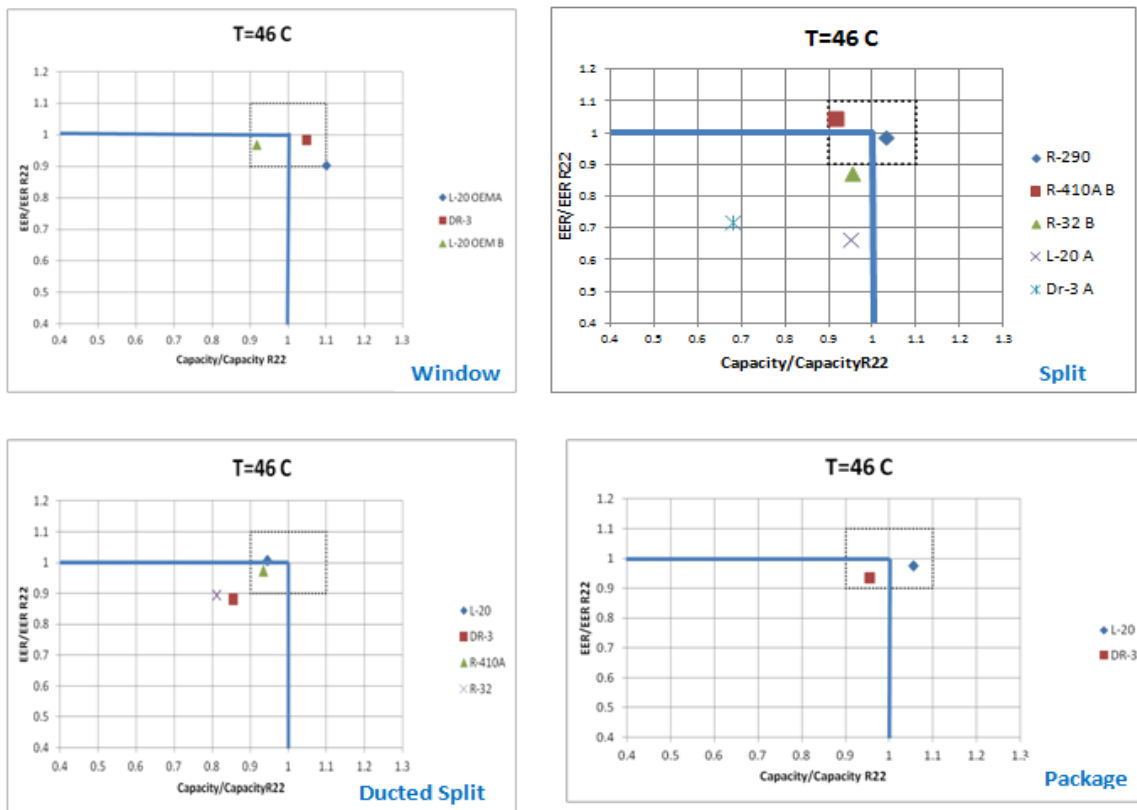 T=46 C
1.2
1.1
1
0.9
0.8
0.7
0.6
0.5
0.4
0.4 0.5 0.6 0.7 0.8 0.9 1 1.1 1.2 1.3
EER/EER R22
Capacity/Capacity R22
L-20 OEMA
DR-3
L-20 OEM B
Window
T=46 C
1.2
1.1
1
0.9
0.8
0.7
0.6
0.5
0.4
0.4 0.5 0.6 0.7 0.8 0.9 1 1.1 1.2 1.3
EER/EER R22
Capacity/CapacityR22
R-290
R-410A B
R-32 B
L-20 A
Dr-3 A
Split
T=46 C
1.2
1.1
1
0.9
0.8
0.7
0.6
0.5
0.4
0.4 0.5 0.6 0.7 0.8 0.9 1 1.1 1.2 1.3
EER/EER R22
Capacity/CapacityR22
L-20
DR-3
R-410A
R-32
Ducted Split
T=46 C
1.2
1.1
1
0.9
0.8
0.7
0.6
0.5
0.4
0.4 0.5 0.6 0.7 0.8 0.9 1 1.1 1.2 1.3
EER/EER R22
Capacity/Capacity R22
L-20
DR-3
Package